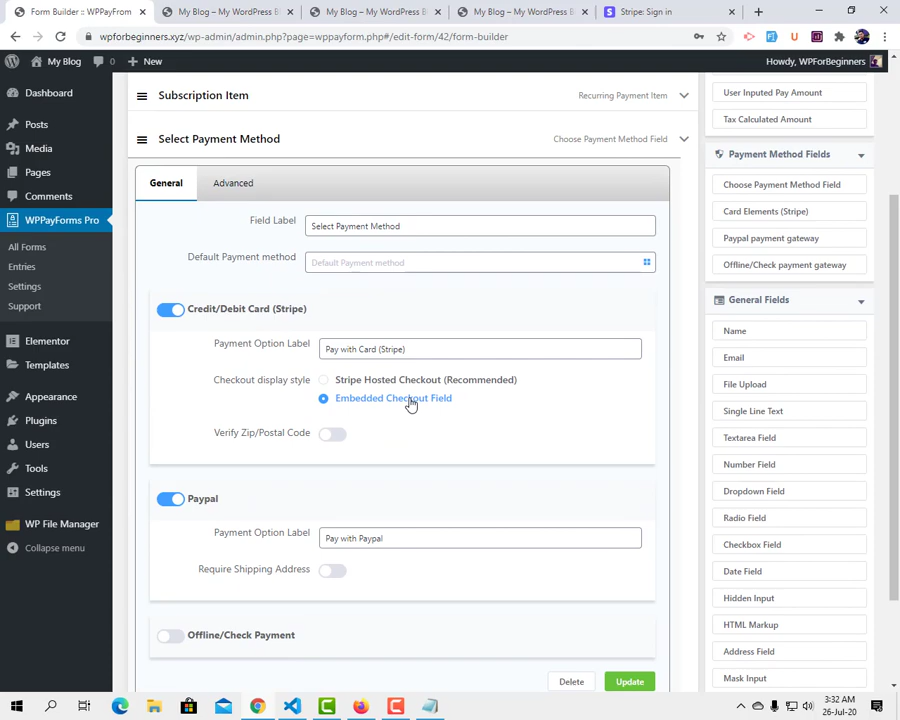 Form Builder :: WPPayFrom
My Blog – My WordPress B
My Blog – My WordPress B
My Blog – My WordPress B
Stripe: Sign in
wpforbeginners.xyz/wp-admin/admin.php?page=wppayform.php#/edit-form/42/form-builder
My Blog
0
New
Howdy, WPForBeginners
Dashboard
Posts
Media
Pages
Comments
WPPayForms Pro
All Forms
Entries
Settings
Support
Elementor
Templates
Appearance
Plugins
Users
Tools
Settings
WP File Manager
Collapse menu
Subscription Item
Recurring Payment Item
Select Payment Method
Choose Payment Method Field
General
Advanced
Field Label
Select Payment Method
Default Payment method
Default Payment method
Credit/Debit Card (Stripe)
Payment Option Label
Pay with Card (Stripe)
Checkout display style
Stripe Hosted Checkout (Recommended)
Embedded Checkout Field
Verify Zip/Postal Code
Paypal
Payment Option Label
Pay with Paypal
Require Shipping Address
Offline/Check Payment
Delete
Update
User Inputed Pay Amount
Tax Calculated Amount
Payment Method Fields
Choose Payment Method Field
Card Elements (Stripe)
Paypal payment gateway
Offline/Check payment gateway
General Fields
Name
Email
File Upload
Single Line Text
Textarea Field
Number Field
Dropdown Field
Radio Field
Checkbox Field
Date Field
Hidden Input
HTML Markup
Address Field
Mask Input
3:32 AM
26-Jul-20